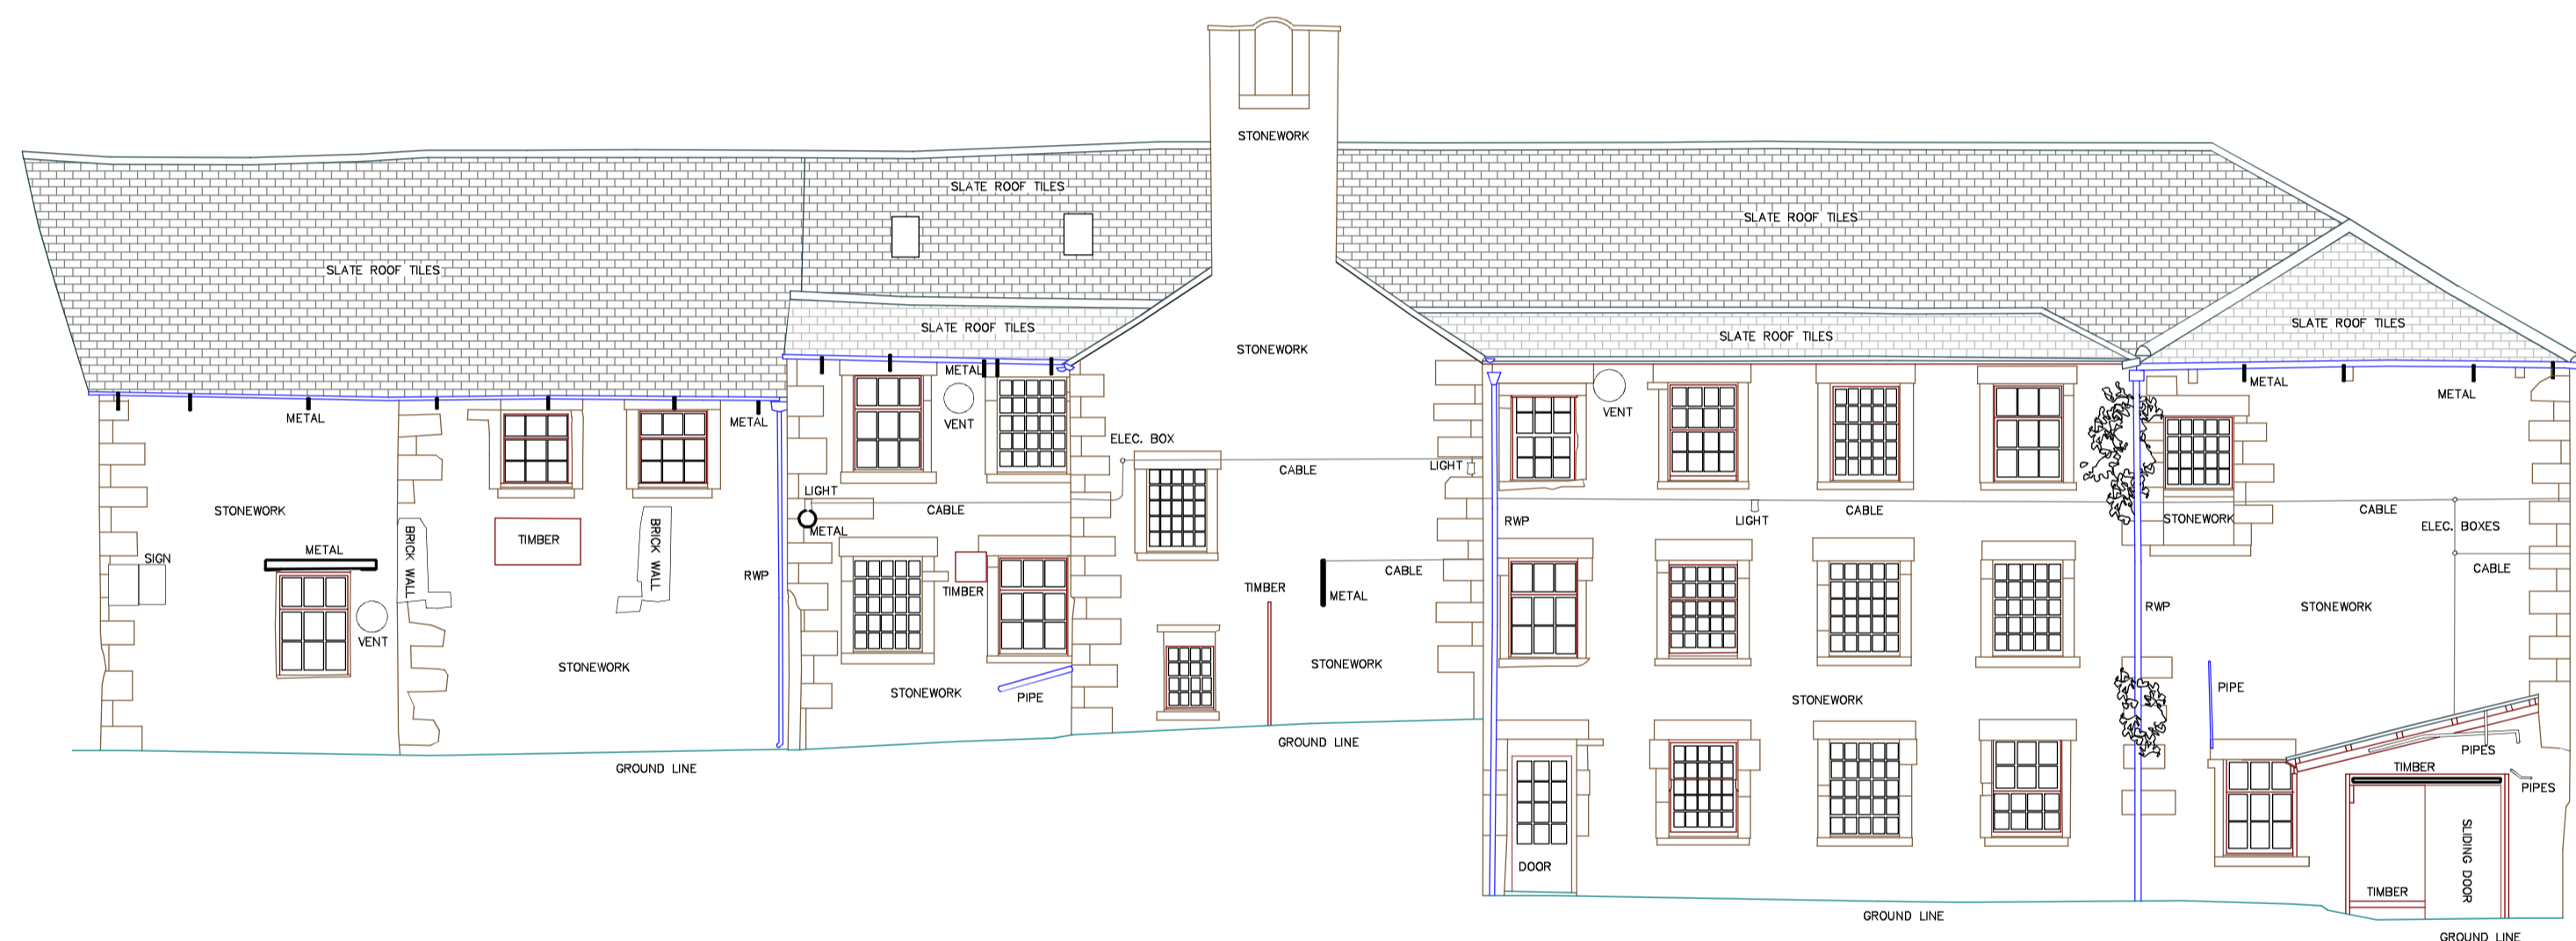 STONEWORK
SLATE ROOF TILES
SLATE ROOF TILES
SLATE ROOF TILES
SLATE ROOF TILES
SLATE ROOF TILES
SLATE ROOF TILES
STONEWORK
METAL
METAL
METAL
METAL
METAL
VENT
VENT
ELEC. BOX
CABLE
LIGHT
LIGHT
CABLE
METAL
STONEWORK
BRICK WALL
TIMBER
BRICK WALL
RWP
LIGHT
CABLE
STONEWORK
CABLE
ELEC. BOXES
METAL
SIGN
RWP
TIMBER
TIMBER
METAL
CABLE
CABLE
RWP
STONEWORK
VENT
STONEWORK
STONEWORK
PIPE
STONEWORK
STONEWORK
PIPE
GROUND LINE
GROUND LINE
PIPES
TIMBER
PIPES
DOOR
SLIDING DOOR
TIMBER
GROUND LINE
GROUND LINE